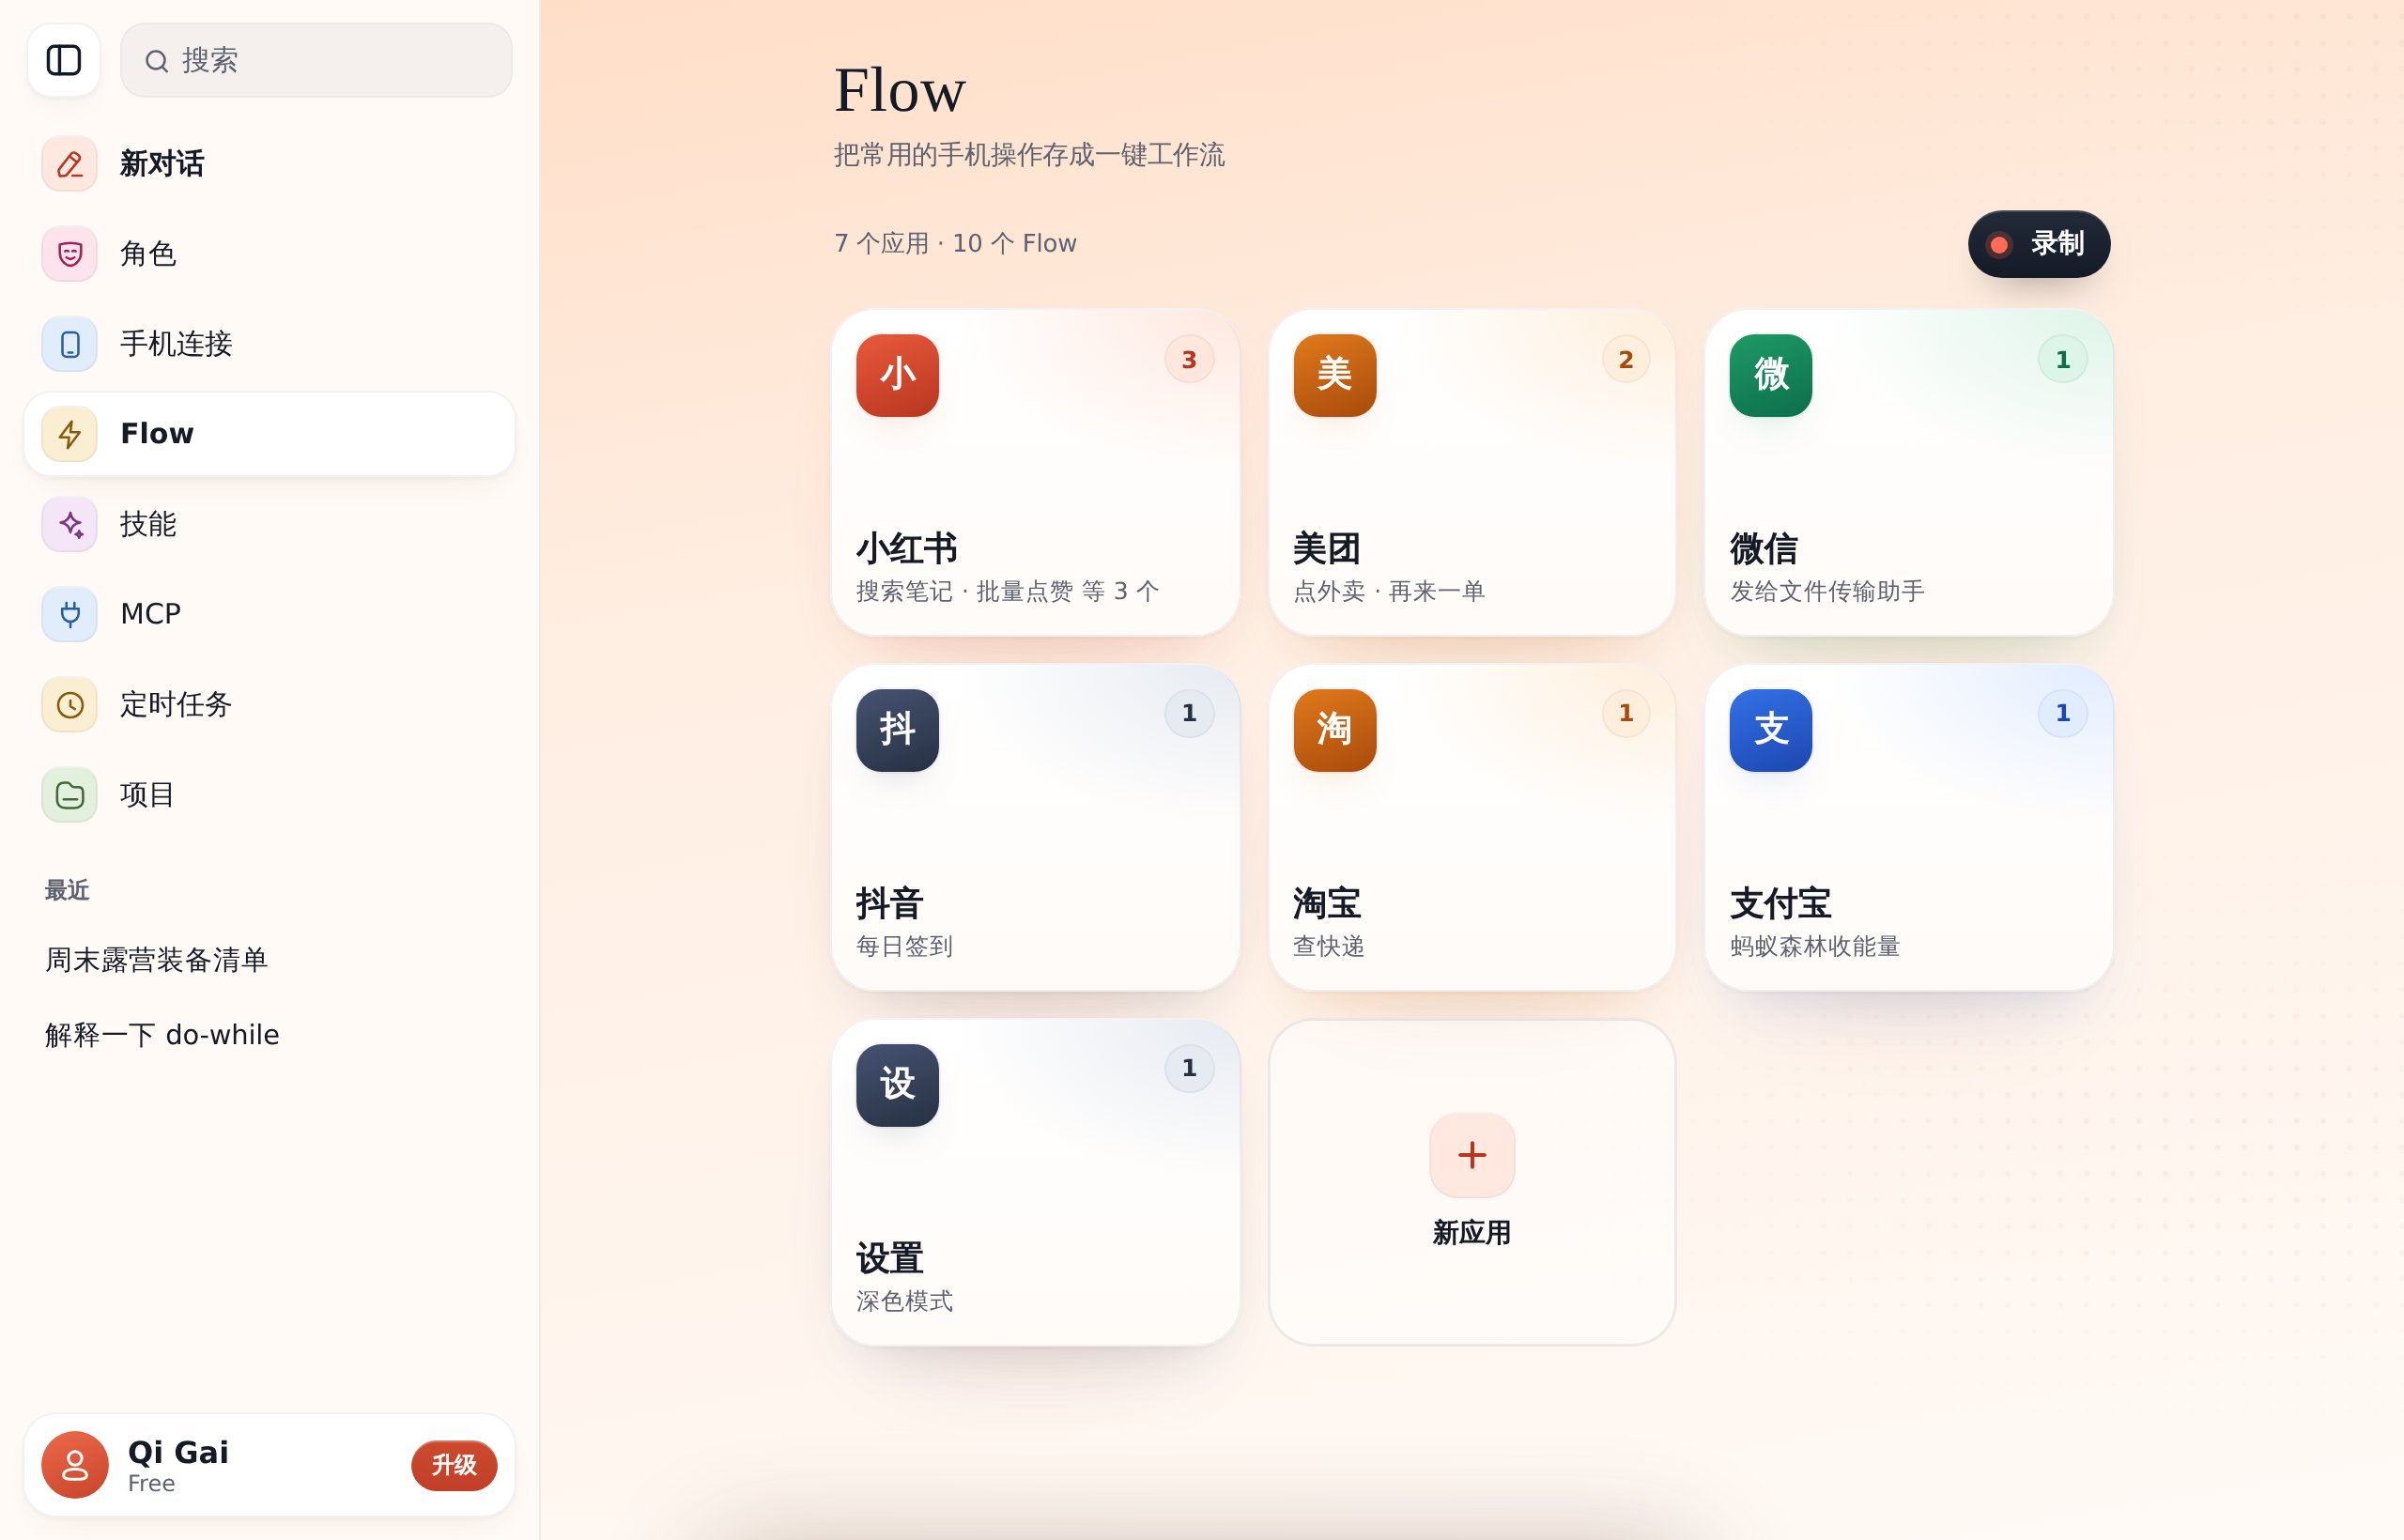 搜索
新对话
角色
手机连接
Flow
技能
MCP
定时任务
项目
最近
周末露营装备清单
解释一下 do-while
Qi Gai
Free
升级
Flow
把常用的手机操作存成一键工作流
7 个应用 · 10 个 Flow
录制
小
3
小红书
搜索笔记 · 批量点赞 等 3 个
美
2
美团
点外卖 · 再来一单
微
1
微信
发给文件传输助手
抖
1
抖音
每日签到
淘
1
淘宝
查快递
支
1
支付宝
蚂蚁森林收能量
设
1
设置
深色模式
新应用